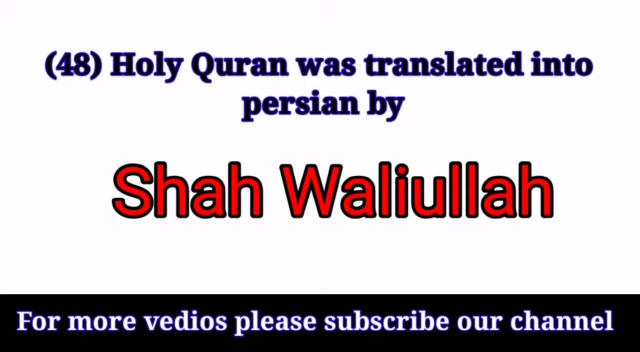 (48) Holy Quran was translated into
persian by
Shah Waliullah
For more vedios please subscribe our channel